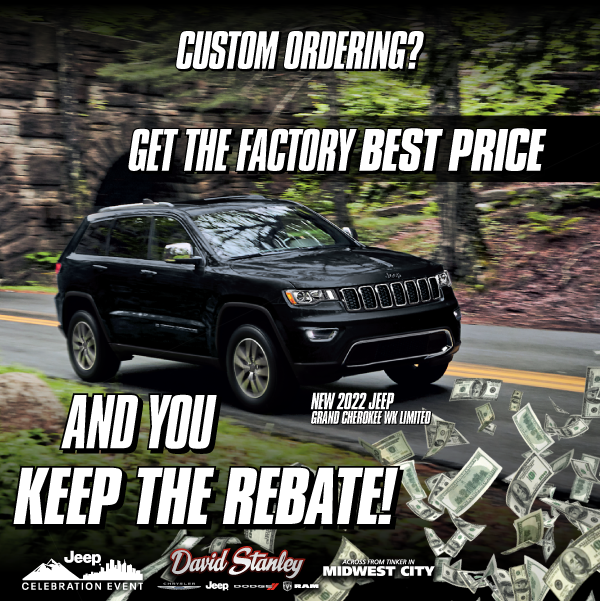 CUSTOM ORDERING?
GET THE FACTORY BEST PRICE
NEW 2022 JEEP
GRAND CHEROKEE WK LIMITED
AND YOU
KEEP THE REBATE!
Jeep
CELEBRATION EVENT
David Stanley
CHRYSLER Jeep DODGE RAM
ACROSS FROM TINKER IN
MIDWEST CITY